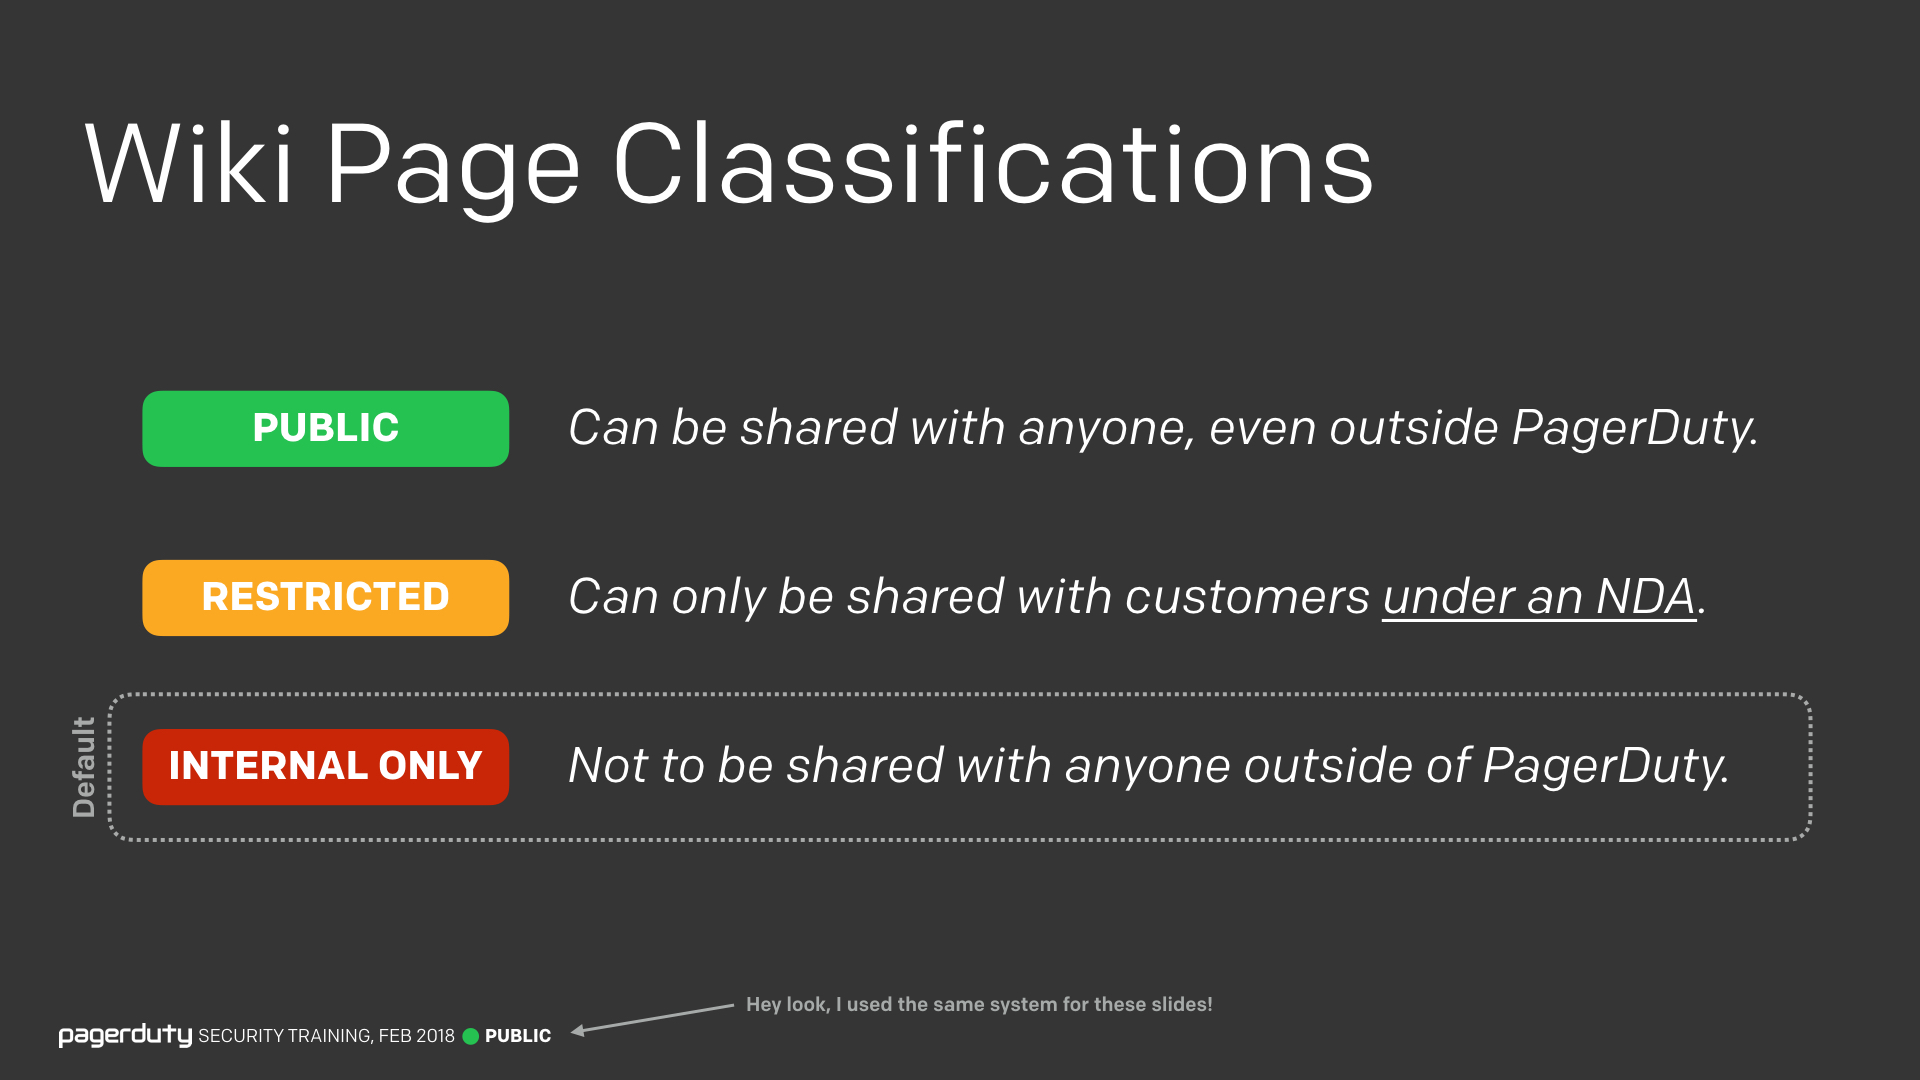 Wiki Page Classifications
PUBLIC Can be shared with anyone, even outside PagerDuty.
RESTRICTED Can only be shared with customers under an NDA.
Default
INTERNAL ONLY Not to be shared with anyone outside of PagerDuty.
Hey look, I used the same system for these slides!
pagerduty SECURITY TRAINING, FEB 2018 PUBLIC